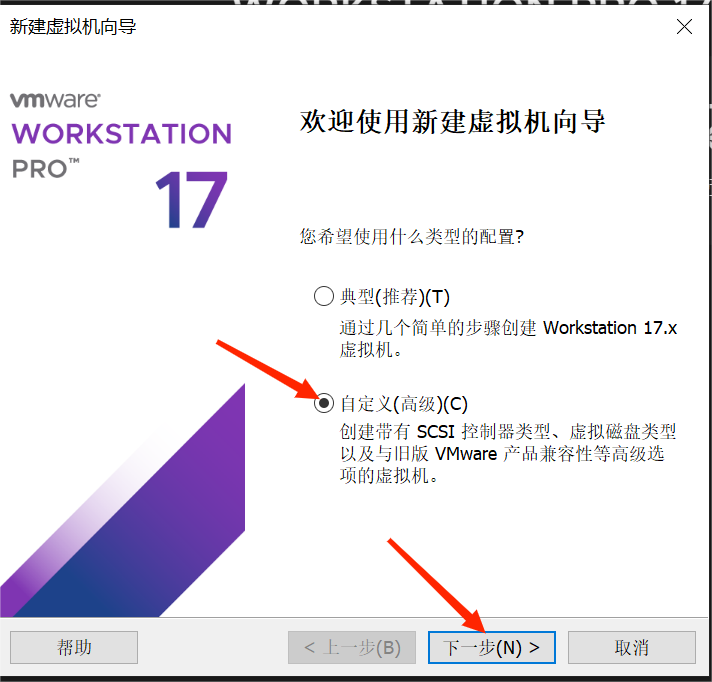 新建虚拟机向导
vmware®
WORKSTATION
PRO™
17
欢迎使用新建虚拟机向导
您希望使用什么类型的配置?
典型(推荐)(T)
通过几个简单的步骤创建 Workstation 17.x
虚拟机。
自定义(高级)(C)
创建带有 SCSI 控制器类型、虚拟磁盘类型
以及与旧版 VMware 产品兼容性等高级选
项的虚拟机。
帮助
< 上一步(B)
下一步(N) >
取消